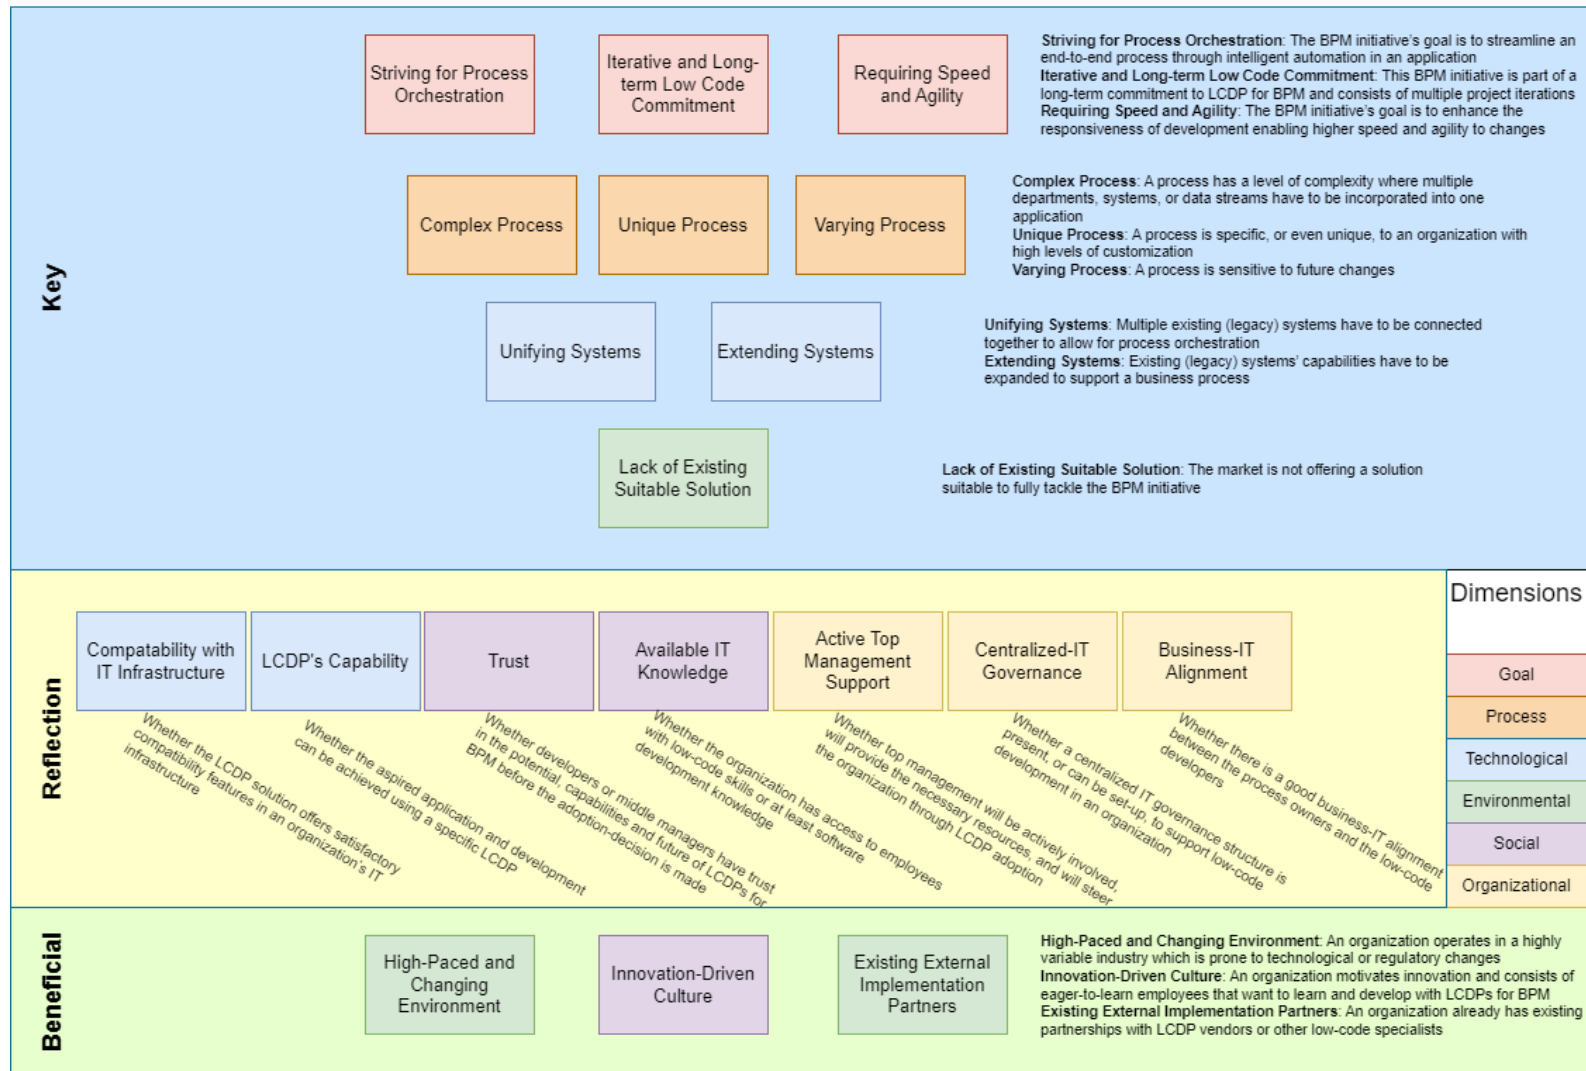 Key
Striving for Process
Orchestration
Iterative and Long-
term Low Code
Commitment
Requiring Speed
and Agility
Striving for Process Orchestration: The BPM initiative's goal is to streamline an
end-to-end process through intelligent automation in an application
Iterative and Long-term Low Code Commitment: This BPM initiative is part of a
long-term commitment to LCDP for BPM and consists of multiple project iterations
Requiring Speed and Agility: The BPM initiative's goal is to enhance the
responsiveness of development enabling higher speed and agility to changes
Complex Process
Unique Process
Varying Process
Complex Process: A process has a level of complexity where multiple
departments, systems, or data streams have to be incorporated into one
application
Unique Process: A process is specific, or even unique, to an organization with
high levels of customization
Varying Process: A process is sensitive to future changes
Unifying Systems
Extending Systems
Unifying Systems: Multiple existing (legacy) systems have to be connected
together to allow for process orchestration
Extending Systems: Existing (legacy) systems' capabilities have to be
expanded to support a business process
Lack of Existing
Suitable Solution
Lack of Existing Suitable Solution: The market is not offering a solution
suitable to fully tackle the BPM initiative
Reflection
Compatability with
IT Infrastructure
LCDP's Capability
Trust
Available IT
Knowledge
Active Top
Management
Support
Centralized-IT
Governance
Business-IT
Alignment
Whether the LCDP solution offers satisfactory
compatibility features in an organization's IT
infrastructure
Whether the aspired application and development
can be achieved using a specific LCDP
Whether developers or middle managers have trust
in the potential, capabilities and future of LCDPs for
BPM before the adoption-decision is made
Whether the organization has access to employees
with low-code skills or at least software
development knowledge
Whether top management will be actively involved,
will provide the necessary resources, and will steer
the organization through LCDP adoption
Whether a centralized IT governance structure is
present, or can be set-up, to support low-code
development in an organization
Whether there is a good business-IT alignment
between the process owners and the low-code
developers
Dimensions
Goal
Process
Technological
Environmental
Social
Organizational
Beneficial
High-Paced and
Changing
Environment
Innovation-Driven
Culture
Existing External
Implementation
Partners
High-Paced and Changing Environment: An organization operates in a highly
variable industry which is prone to technological or regulatory changes
Innovation-Driven Culture: An organization motivates innovation and consists of
eager-to-learn employees that want to learn and develop with LCDPs for BPM
Existing External Implementation Partners: An organization already has existing
partnerships with LCDP vendors or other low-code specialists